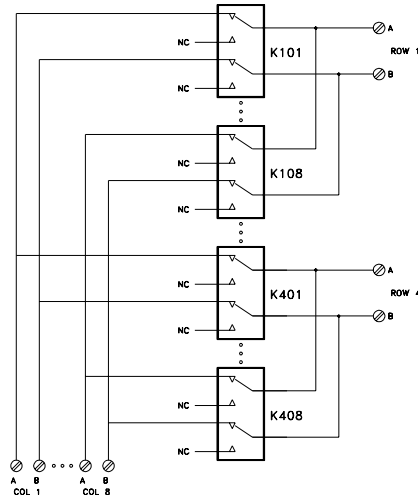 A
NC
K101
ROW 1
B
NC
NC
K108
NC
A
NC
K401
ROW 4
B
NC
NC
K408
NC
A B A B
COL 1 COL 8